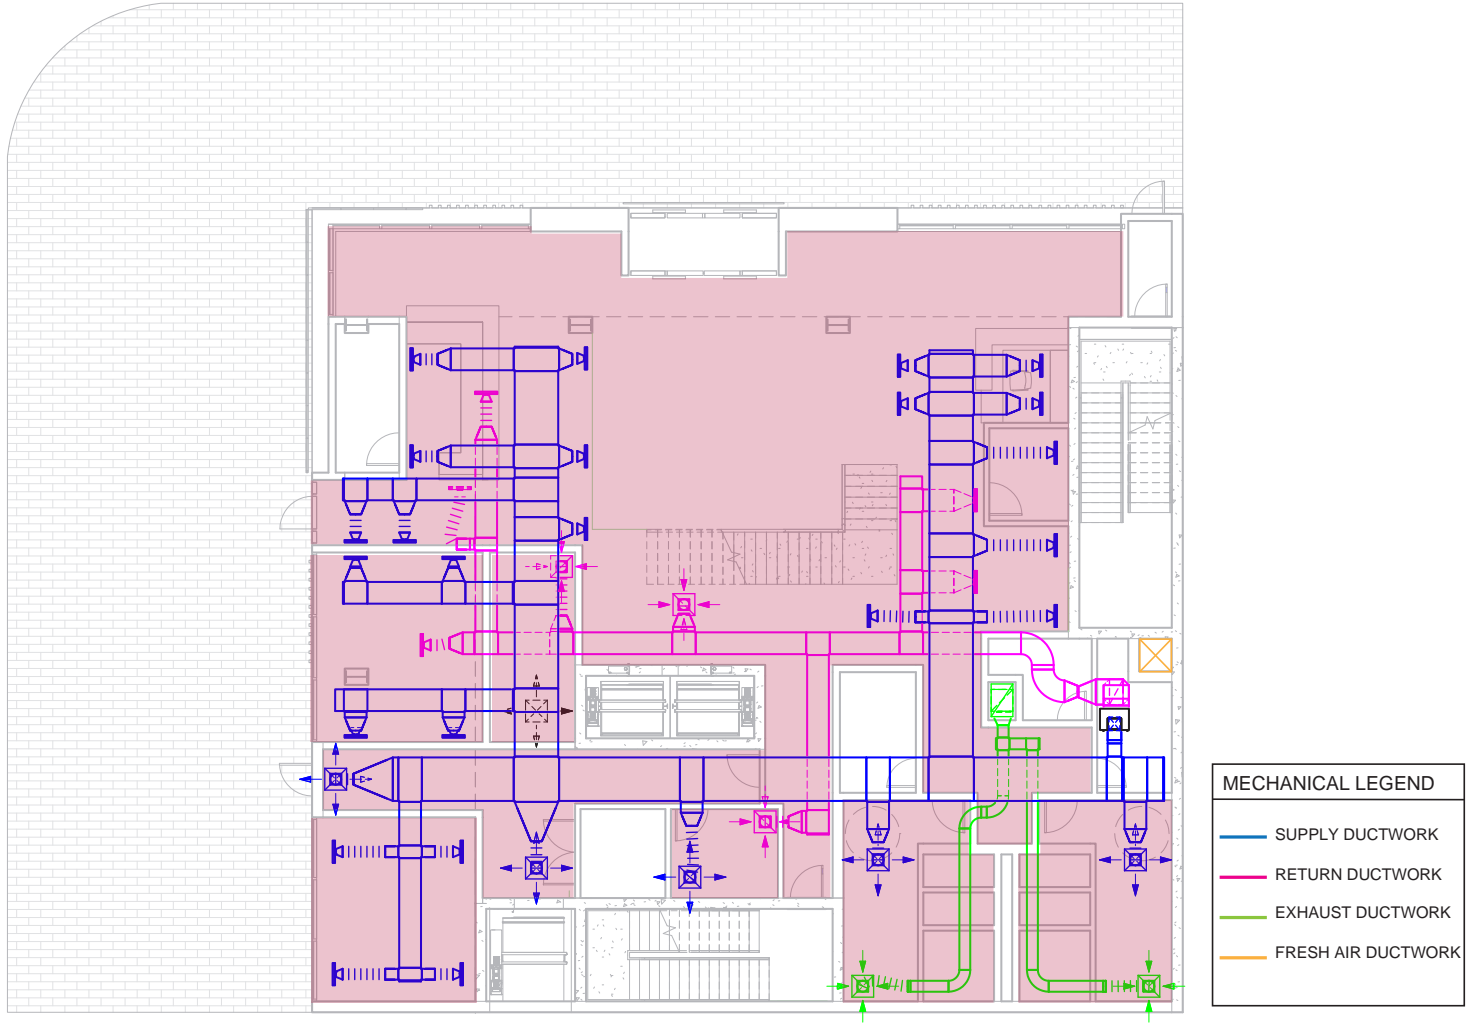 MECHANICAL LEGEND
SUPPLY DUCTWORK
RETURN DUCTWORK
EXHAUST DUCTWORK
FRESH AIR DUCTWORK